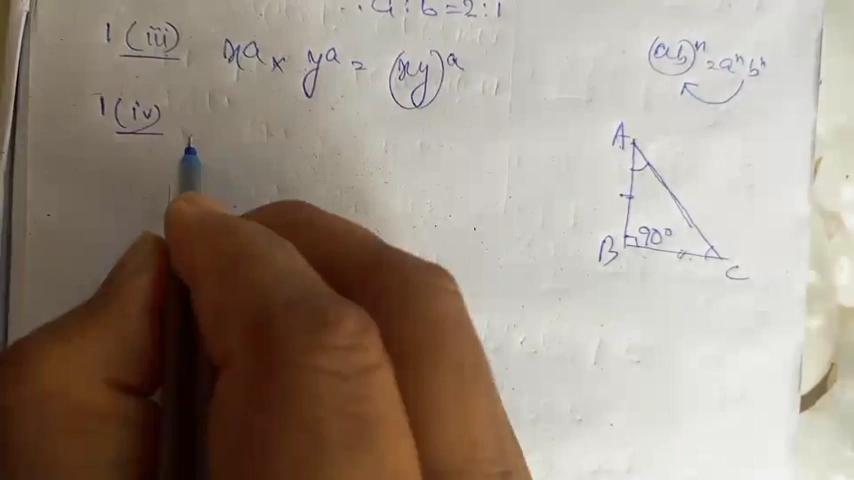 ∴ a : b = 2 : 1
1 (iii) xᵃ × yᵃ = (xy)ᵃ
(ab)ⁿ = aⁿbⁿ
1 (iv)
A
B 90° C